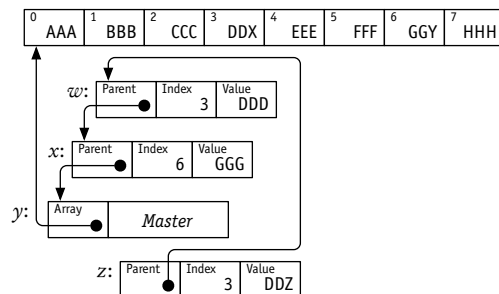 0 AAA 1 BBB 2 CCC 3 DDX 4 EEE 5 FFF 6 GGY 7 HHH
w: Parent Index 3 Value DDD
x: Parent Index 6 Value GGG
y: Array Master
z: Parent Index 3 Value DDZ